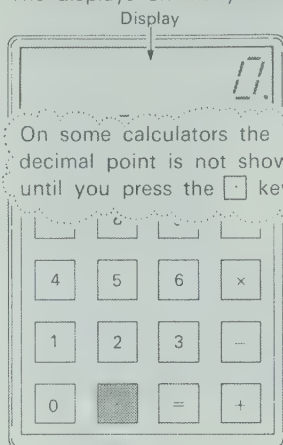 Display
0.
On some calculators the
decimal point is not show
until you press the · ke
4 5 6 ×
1 2 3 −
0 · = +